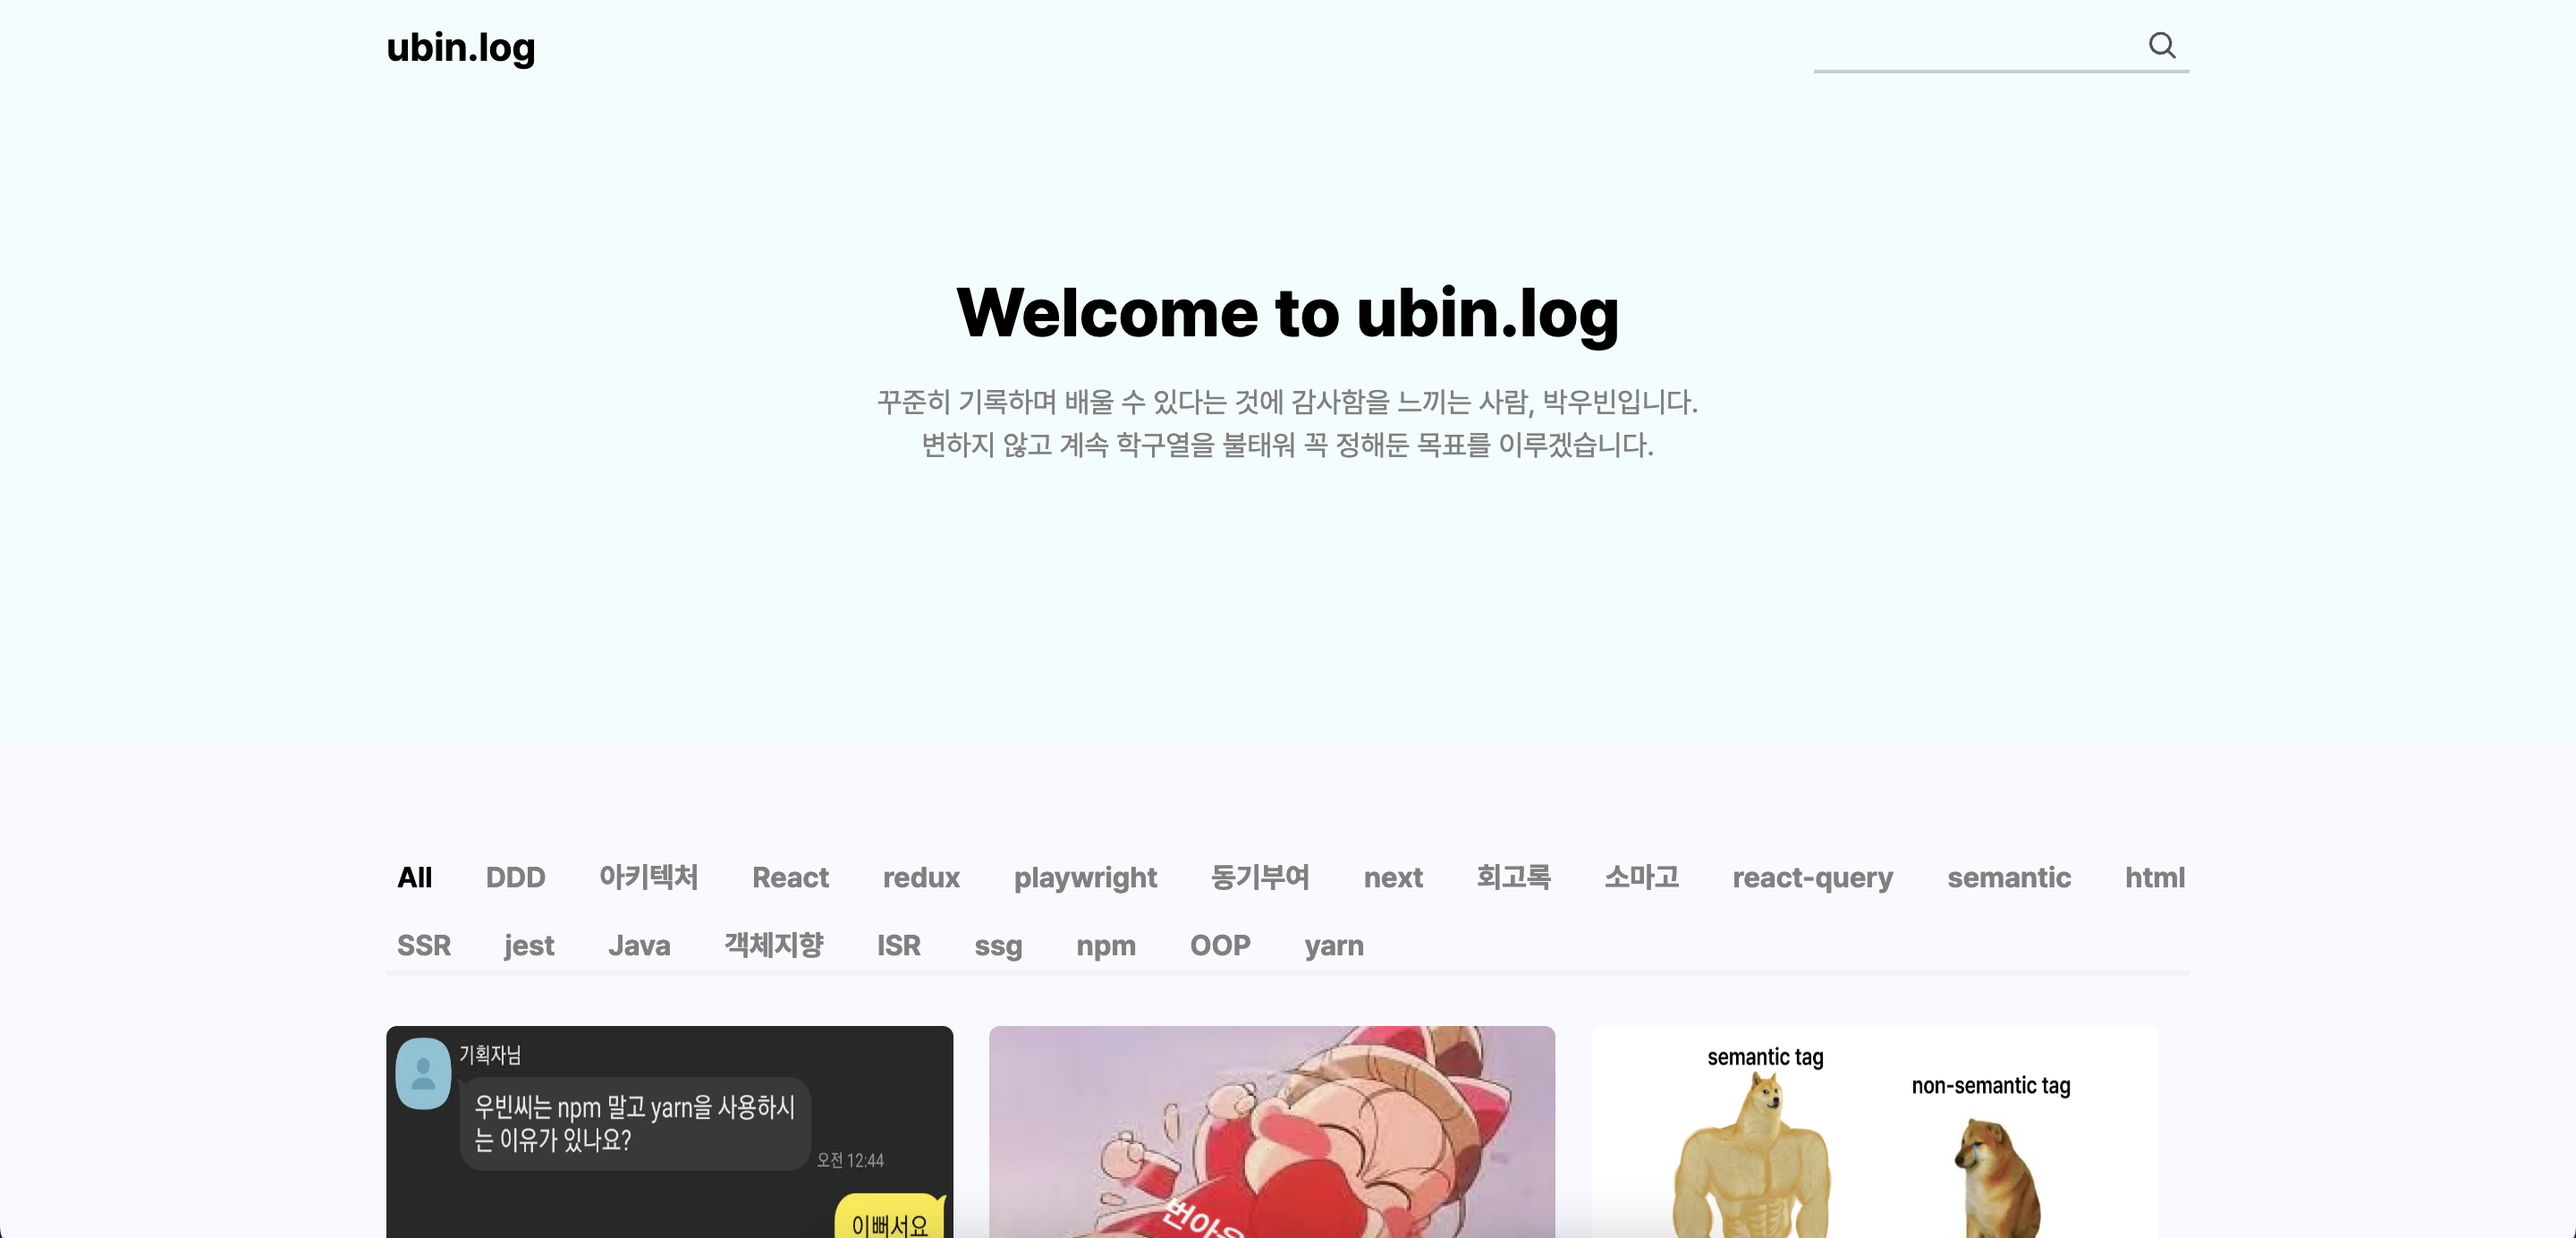 ubin.log
Welcome to ubin.log
꾸준히 기록하며 배울 수 있다는 것에 감사함을 느끼는 사람, 박우빈입니다.
변하지 않고 계속 학구열을 불태워 꼭 정해둔 목표를 이루겠습니다.
All DDD 아키텍처 React redux playwright 동기부여 next 회고록 소마고 react-query semantic html
SSR jest Java 객체지향 ISR ssg npm OOP yarn
기획자님
우빈씨는 npm 말고 yarn을 사용하시
는 이유가 있나요?
오전 12:44
이뻐서요
번아웃
semantic tag
non-semantic tag